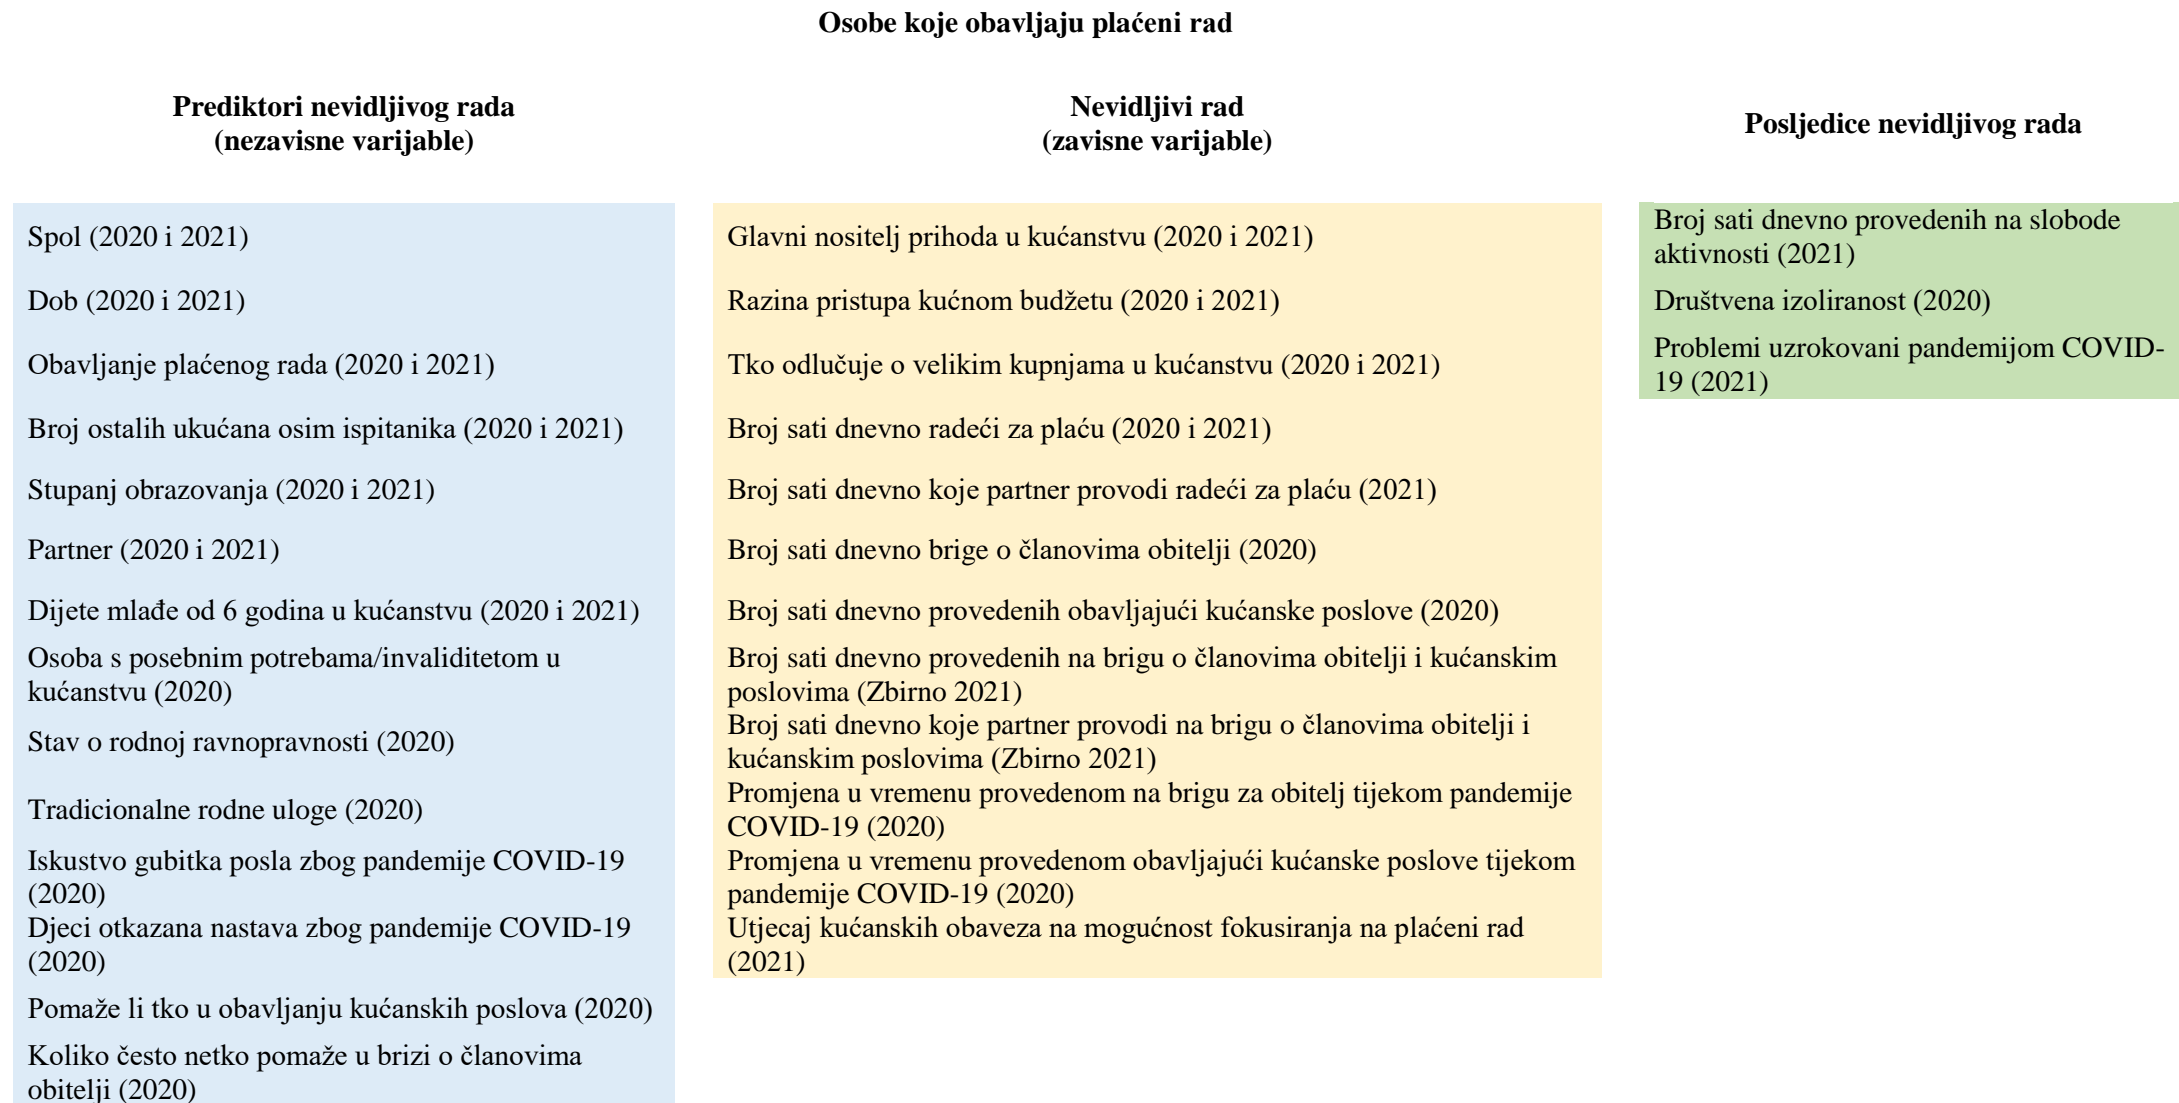 Osobe koje obavljaju plaćeni rad
Prediktori nevidljivog rada
(nezavisne varijable)
Spol (2020 i 2021)
Dob (2020 i 2021)
Obavljanje plaćenog rada (2020 i 2021)
Broj ostalih ukućana osim ispitanika (2020 i 2021)
Stupanj obrazovanja (2020 i 2021)
Partner (2020 i 2021)
Dijete mlađe od 6 godina u kućanstvu (2020 i 2021)
Osoba s posebnim potrebama/invaliditetom u
kućanstvu (2020)
Stav o rodnoj ravnopravnosti (2020)
Tradicionalne rodne uloge (2020)
Iskustvo gubitka posla zbog pandemije COVID-19
(2020)
Djeci otkazana nastava zbog pandemije COVID-19
(2020)
Pomaže li tko u obavljanju kućanskih poslova (2020)
Koliko često netko pomaže u brizi o članovima
obitelji (2020)
Nevidljivi rad
(zavisne varijable)
Glavni nositelj prihoda u kućanstvu (2020 i 2021)
Razina pristupa kućnom budžetu (2020 i 2021)
Tko odlučuje o velikim kupnjama u kućanstvu (2020 i 2021)
Broj sati dnevno radeći za plaću (2020 i 2021)
Broj sati dnevno koje partner provodi radeći za plaću (2021)
Broj sati dnevno brige o članovima obitelji (2020)
Broj sati dnevno provedenih obavljajući kućanske poslove (2020)
Broj sati dnevno provedenih na brigu o članovima obitelji i kućanskim
poslovima (Zbirno 2021)
Broj sati dnevno koje partner provodi na brigu o članovima obitelji i
kućanskim poslovima (Zbirno 2021)
Promjena u vremenu provedenom na brigu za obitelj tijekom pandemije
COVID-19 (2020)
Promjena u vremenu provedenom obavljajući kućanske poslove tijekom
pandemije COVID-19 (2020)
Utjecaj kućanskih obaveza na mogućnost fokusiranja na plaćeni rad
(2021)
Posljedice nevidljivog rada
Broj sati dnevno provedenih na slobode
aktivnosti (2021)
Društvena izoliranost (2020)
Problemi uzrokovani pandemijom COVID-
19 (2021)